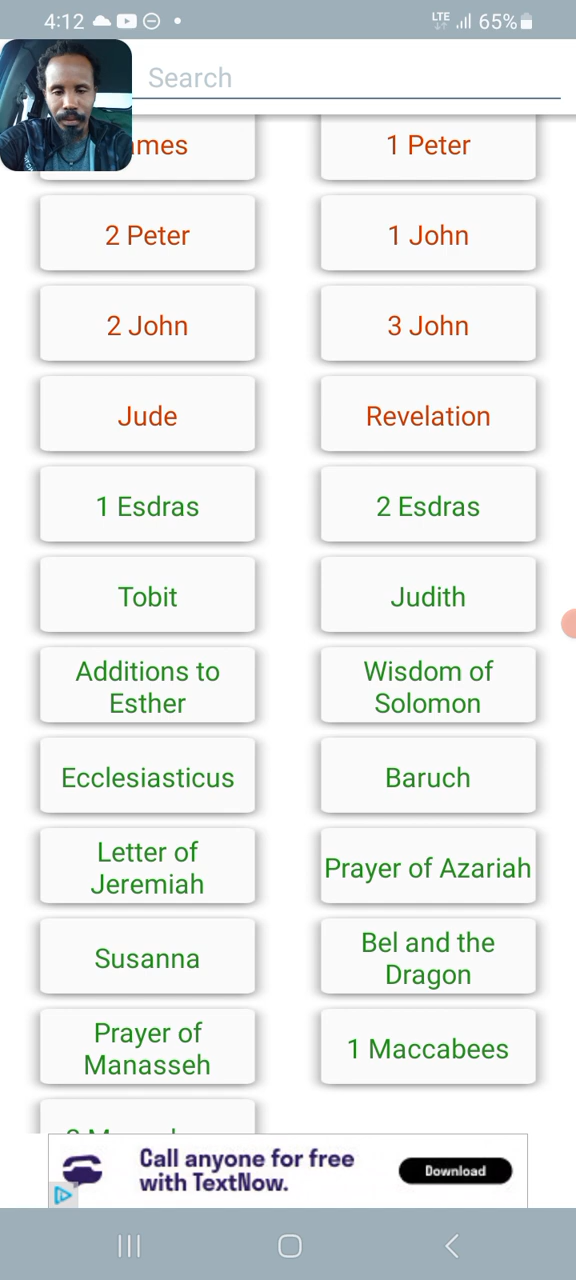 4:12
LTE
65%
Search
ames
1 Peter
2 Peter
1 John
2 John
3 John
Jude
Revelation
1 Esdras
2 Esdras
Tobit
Judith
Additions to
Esther
Wisdom of
Solomon
Ecclesiasticus
Baruch
Letter of
Jeremiah
Prayer of Azariah
Susanna
Bel and the
Dragon
Prayer of
Manasseh
1 Maccabees
Call anyone for free
with TextNow.
Download